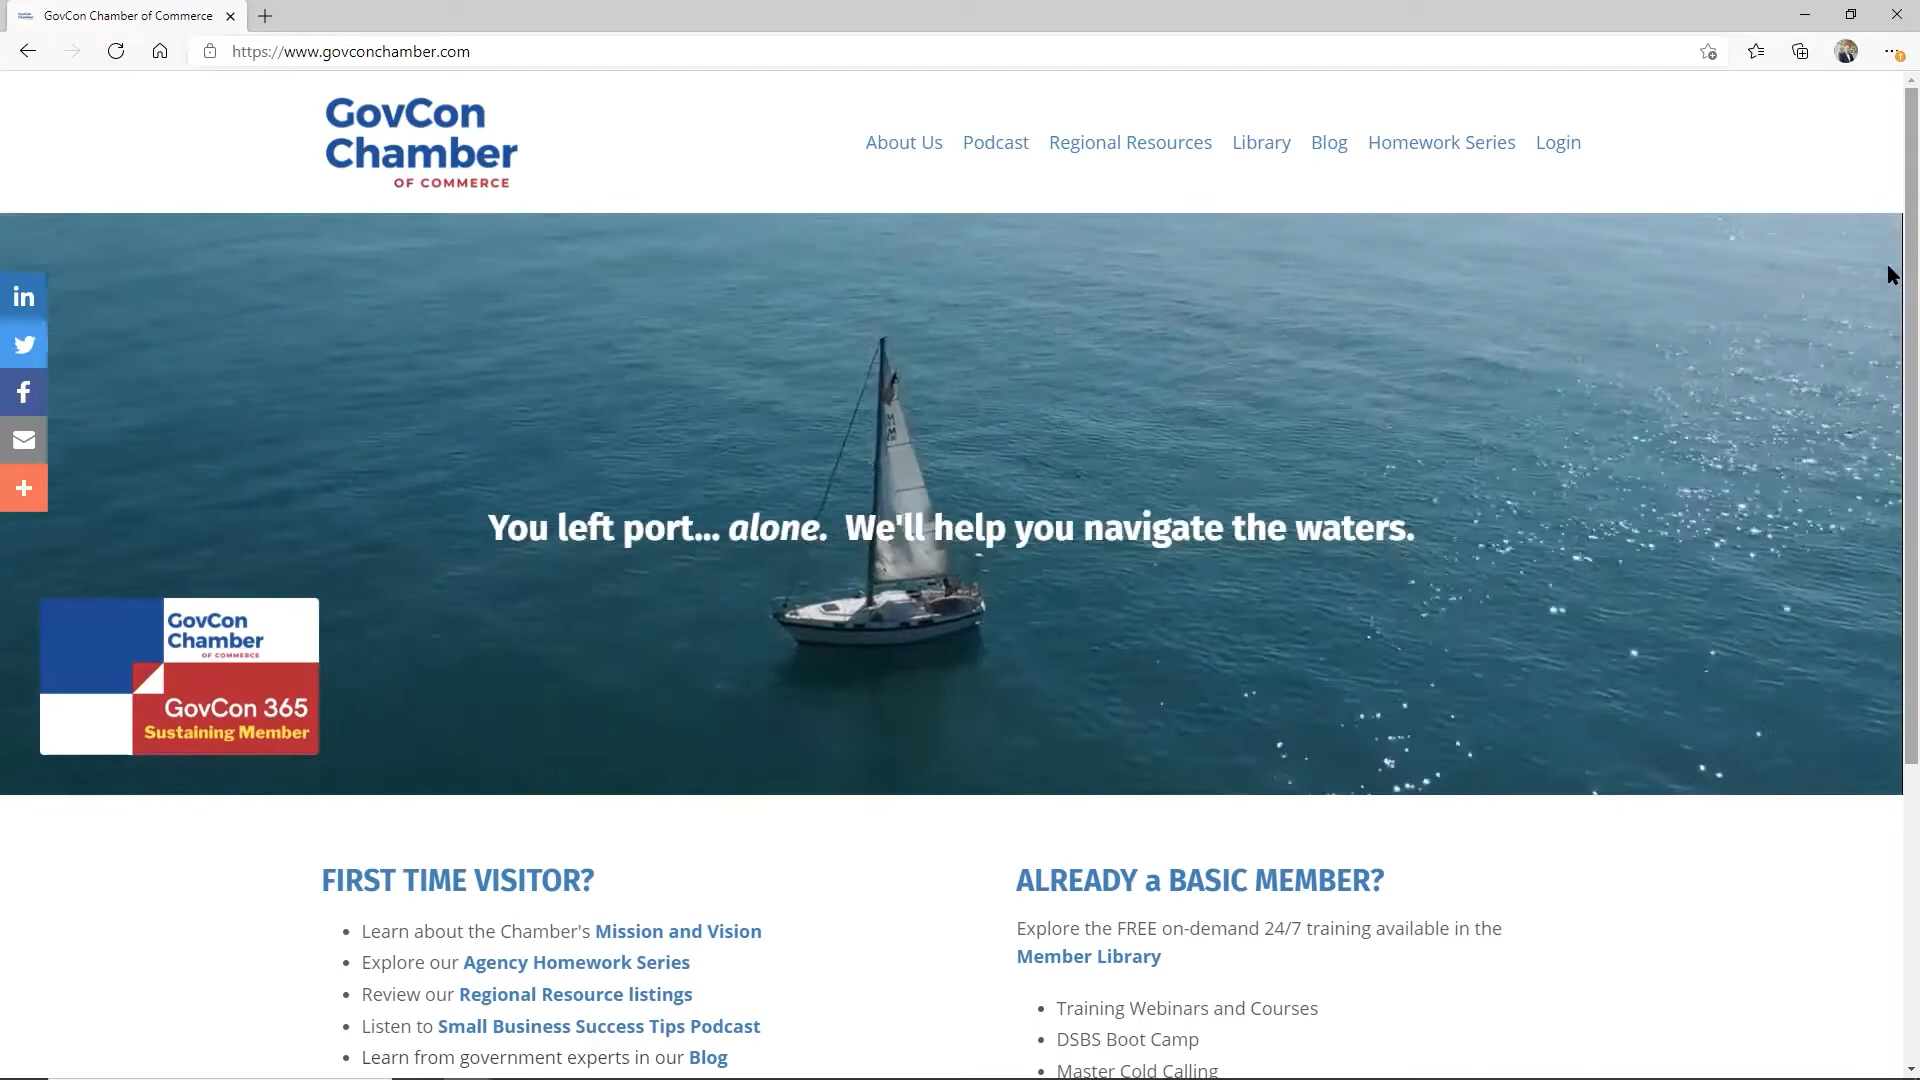 GovCon Chamber of Commerce
https://www.govconchamber.com
GovCon
Chamber
OF COMMERCE
About Us Podcast Regional Resources Library Blog Homework Series Login
You left port... alone. We'll help you navigate the waters.
GovCon
Chamber
OF COMMERCE
GovCon 365
Sustaining Member
FIRST TIME VISITOR?
Learn about the Chamber's Mission and Vision
Explore our Agency Homework Series
Review our Regional Resource listings
Listen to Small Business Success Tips Podcast
Learn from government experts in our Blog
ALREADY a BASIC MEMBER?
Explore the FREE on-demand 24/7 training available in the
Member Library
Training Webinars and Courses
DSBS Boot Camp
Master Cold Calling